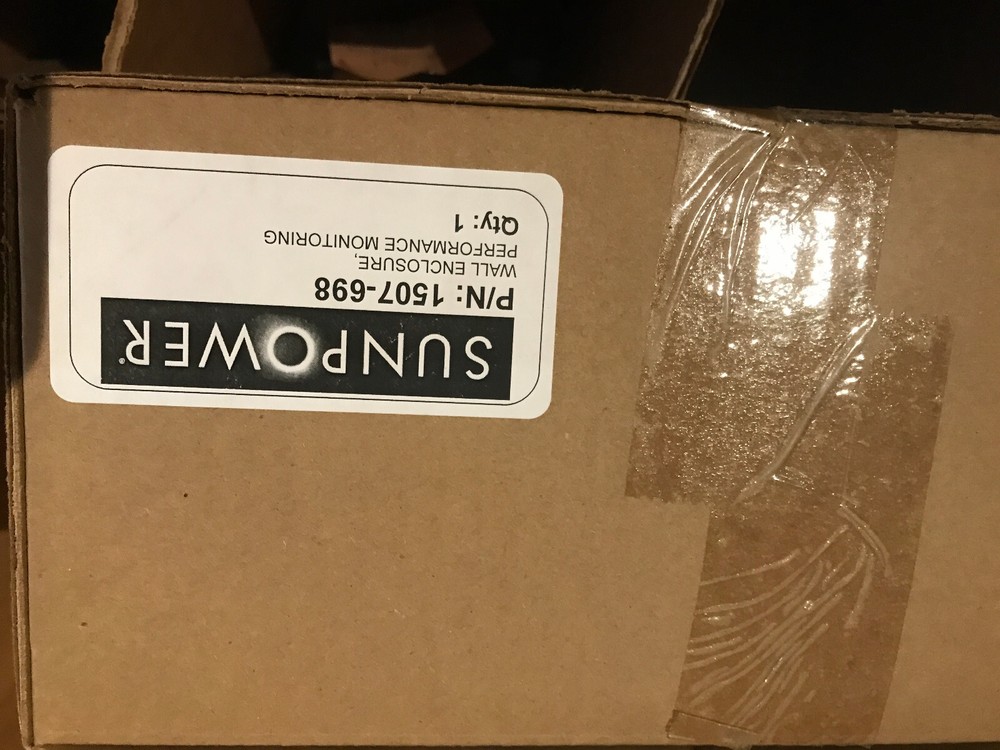 SUNPOWER®
P/N: 1507-698
WALL ENCLOSURE,
PERFORMANCE MONITORING
Qty: 1